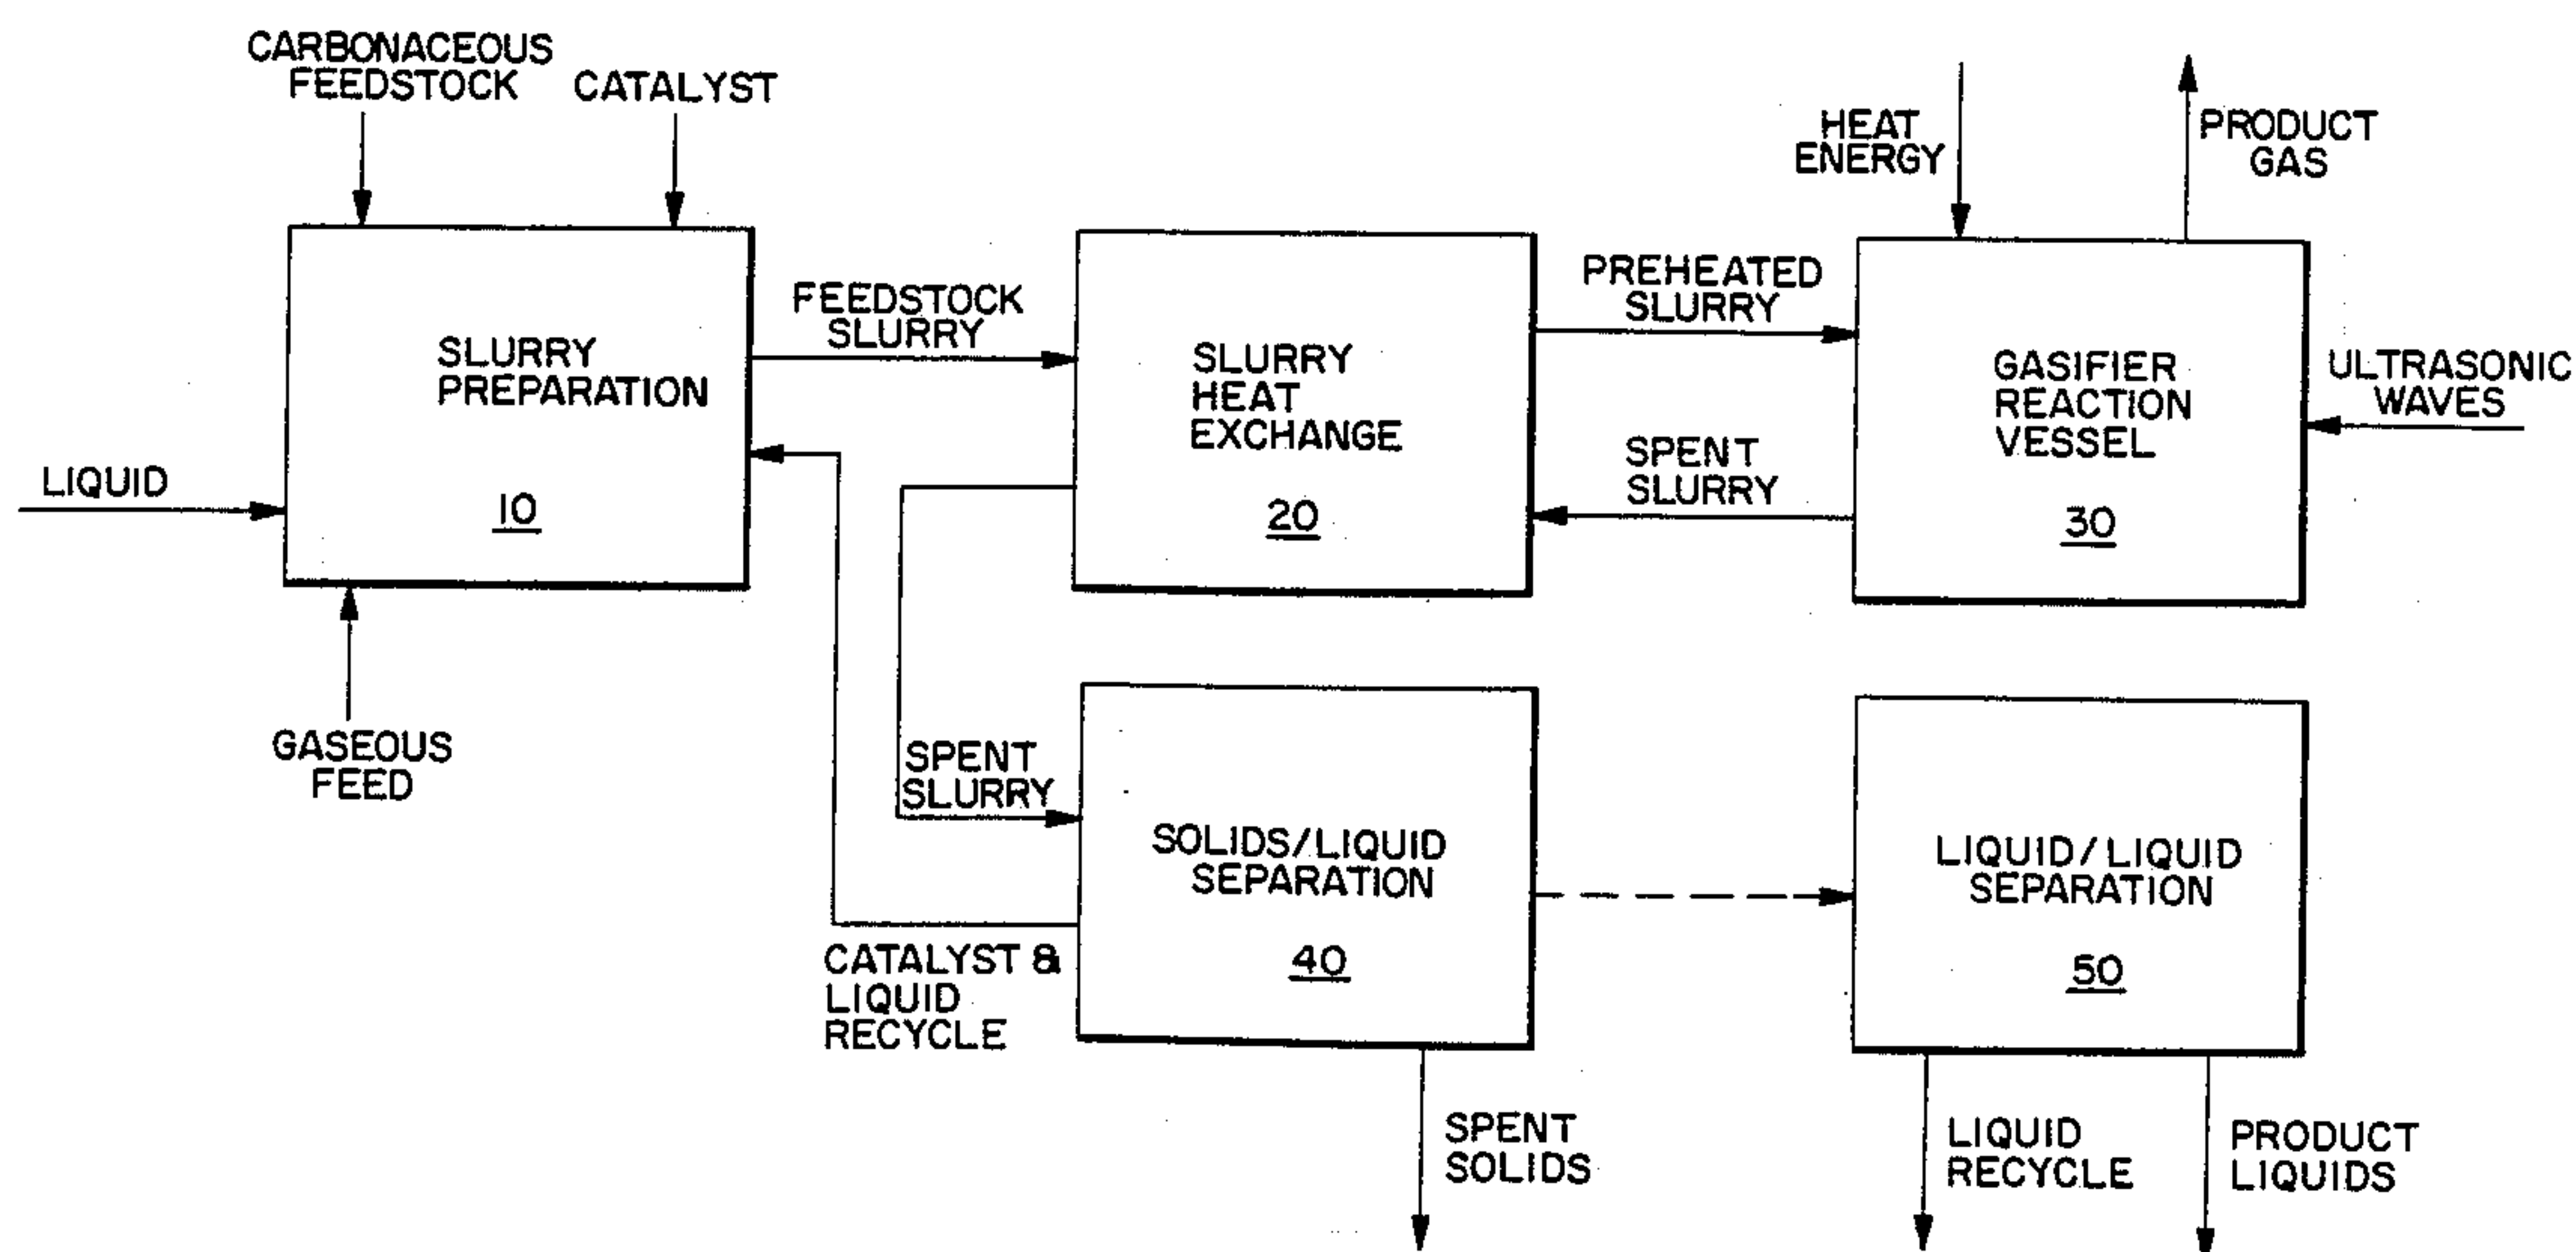 CARBONACEOUS
FEEDSTOCK
CATALYST
LIQUID
GASEOUS
FEED
SLURRY
PREPARATION
10
FEEDSTOCK
SLURRY
SLURRY
HEAT
EXCHANGE
20
PREHEATED
SLURRY
SPENT
SLURRY
HEAT
ENERGY
PRODUCT
GAS
GASIFIER
REACTION
VESSEL
30
ULTRASONIC
WAVES
SPENT
SLURRY
CATALYST &
LIQUID
RECYCLE
SOLIDS/LIQUID
SEPARATION
40
SPENT
SOLIDS
LIQUID/LIQUID
SEPARATION
50
LIQUID
RECYCLE
PRODUCT
LIQUIDS